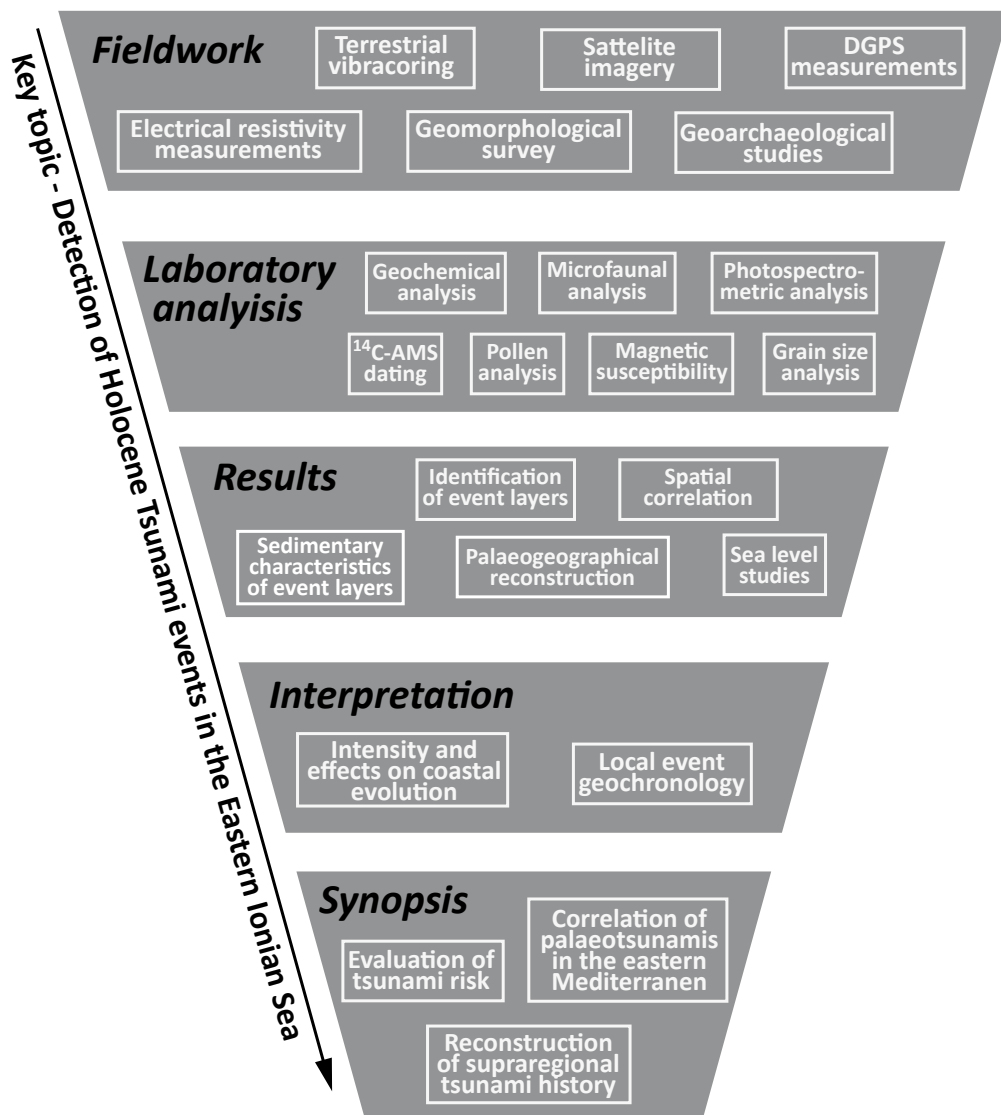 Key topic - Detection of Holocene Tsunami events in the Eastern Ionian Sea
Fieldwork
Terrestrial
vibracoring
Sattelite
imagery
DGPS
measurements
Electrical resistivity
measurements
Geomorphological
survey
Geoarchaeological
studies
Laboratory
analyisis
Geochemical
analysis
Microfaunal
analysis
Photospectro-
metric analysis
¹⁴C-AMS
dating
Pollen
analysis
Magnetic
susceptibility
Grain size
analysis
Results
Identification
of event layers
Spatial
correlation
Sedimentary
characteristics
of event layers
Palaeogeographical
reconstruction
Sea level
studies
Interpretation
Intensity and
effects on coastal
evolution
Local event
geochronology
Synopsis
Evaluation of
tsunami risk
Correlation of
palaeotsunamis
in the eastern
Mediterranen
Reconstruction
of supraregional
tsunami history